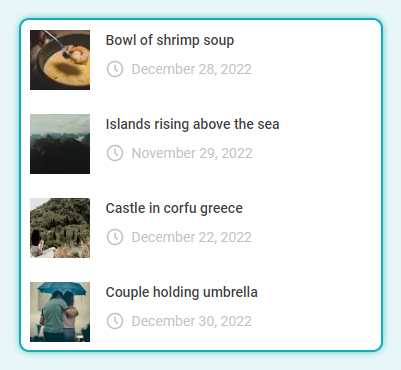 Bowl of shrimp soup
December 28, 2022
Islands rising above the sea
November 29, 2022
Castle in corfu greece
December 22, 2022
Couple holding umbrella
December 30, 2022